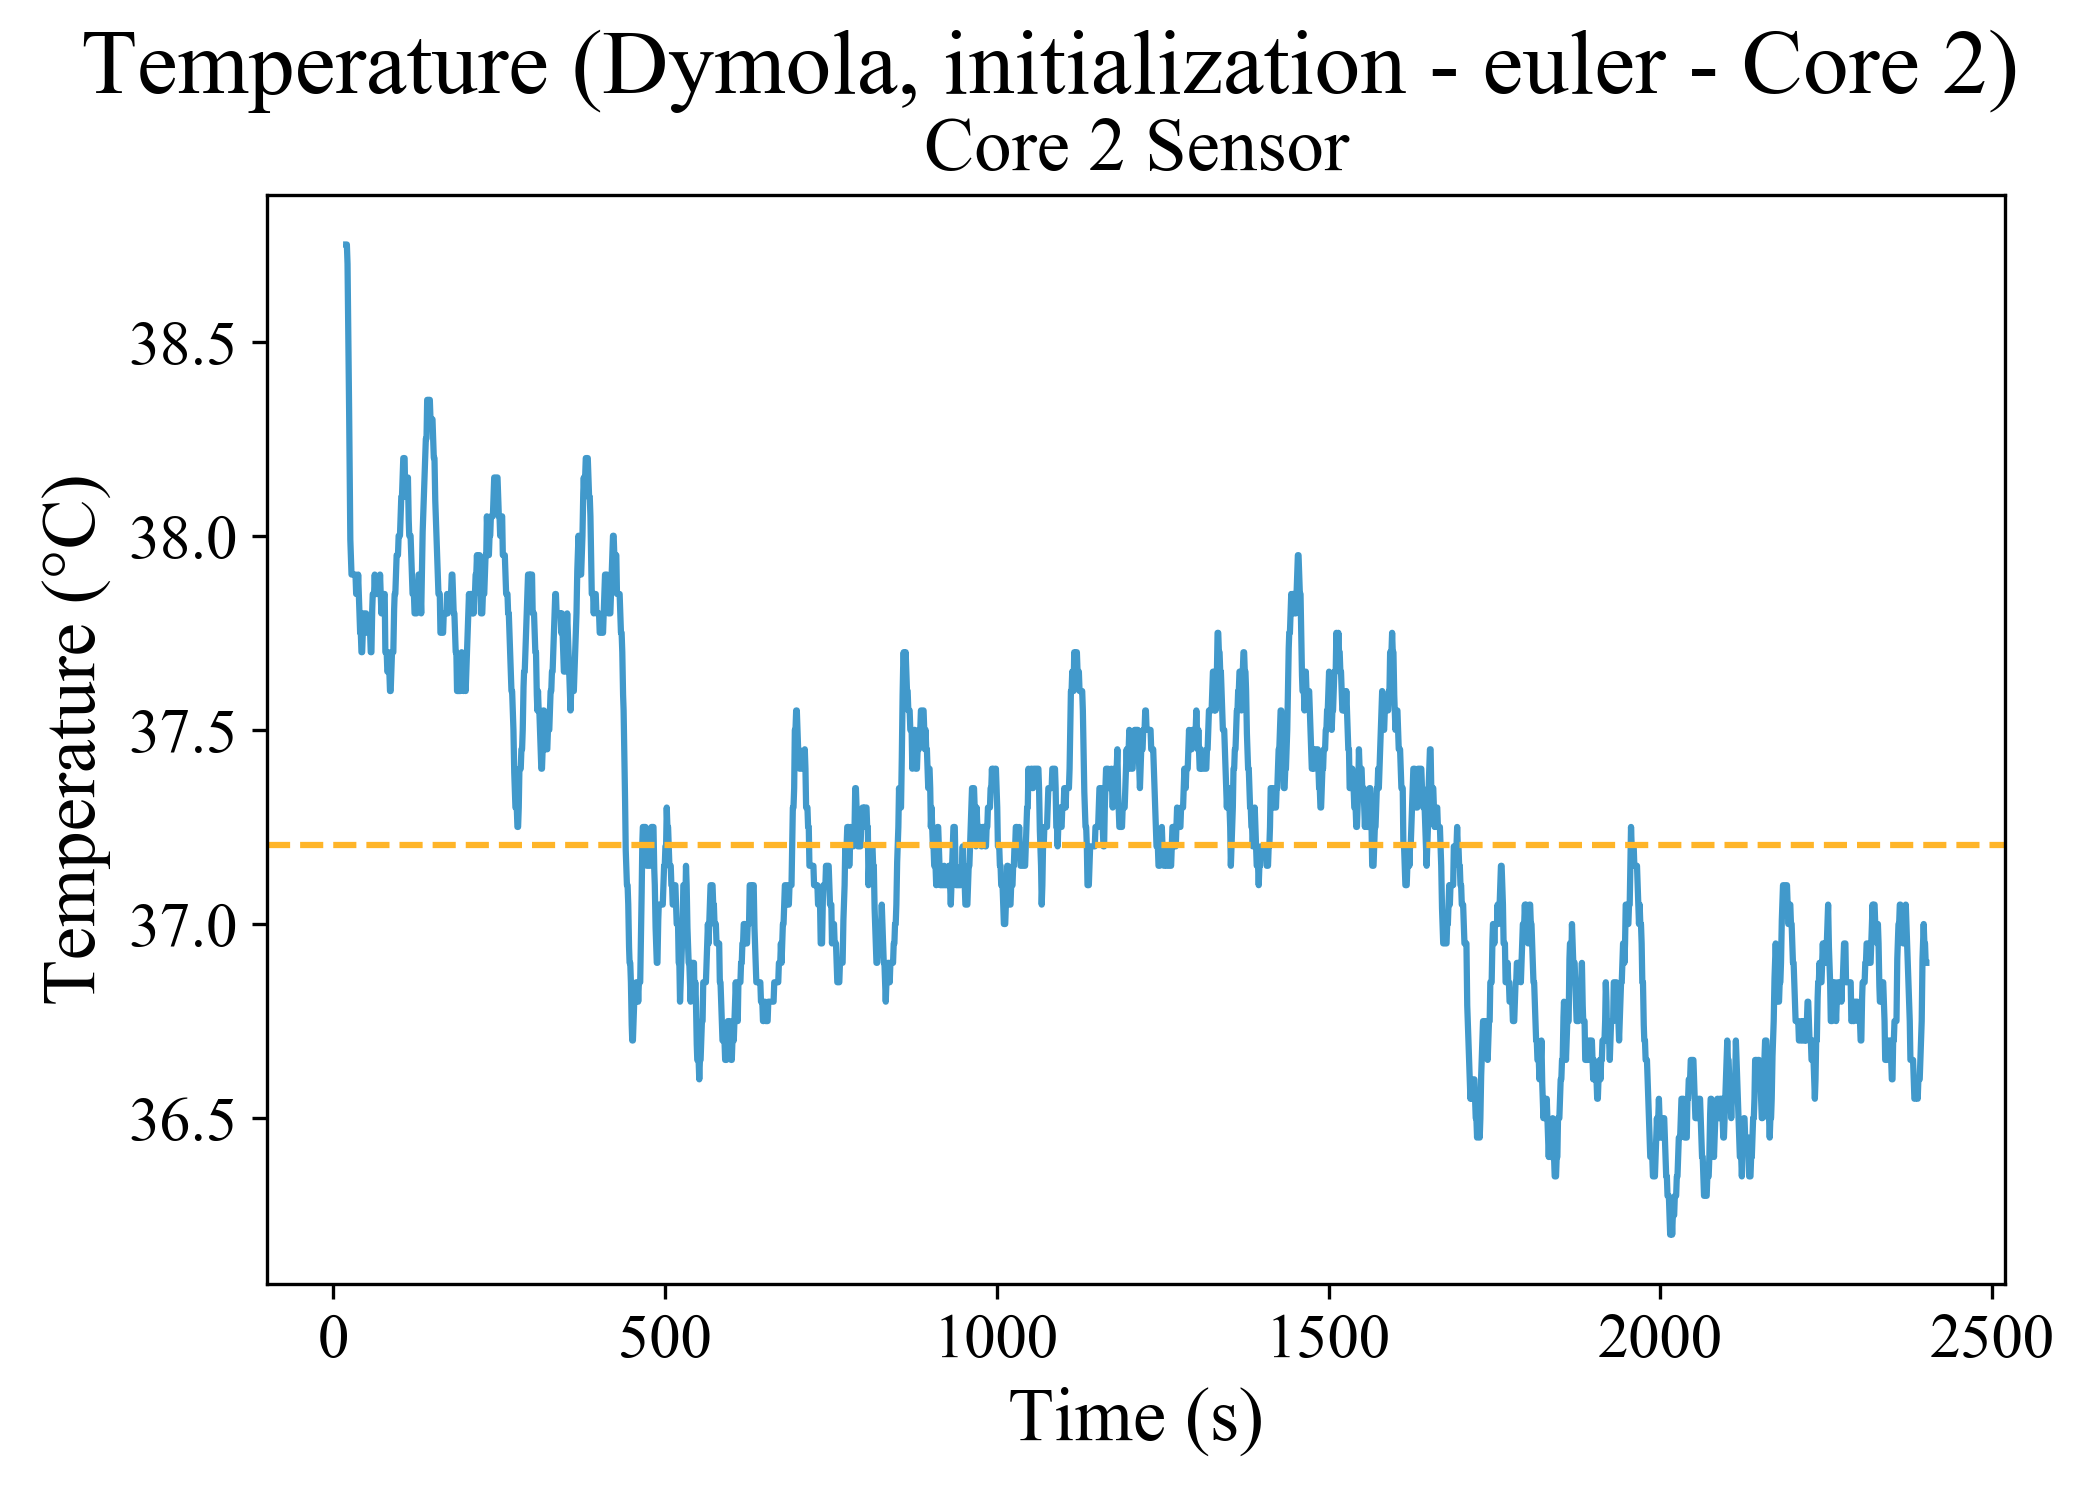 Temperature (Dymola, initialization - euler - Core 2)
Core 2 Sensor
Temperature (°C)
38.5
38.0
37.5
37.0
36.5
0 500 1000 1500 2000 2500
Time (s)